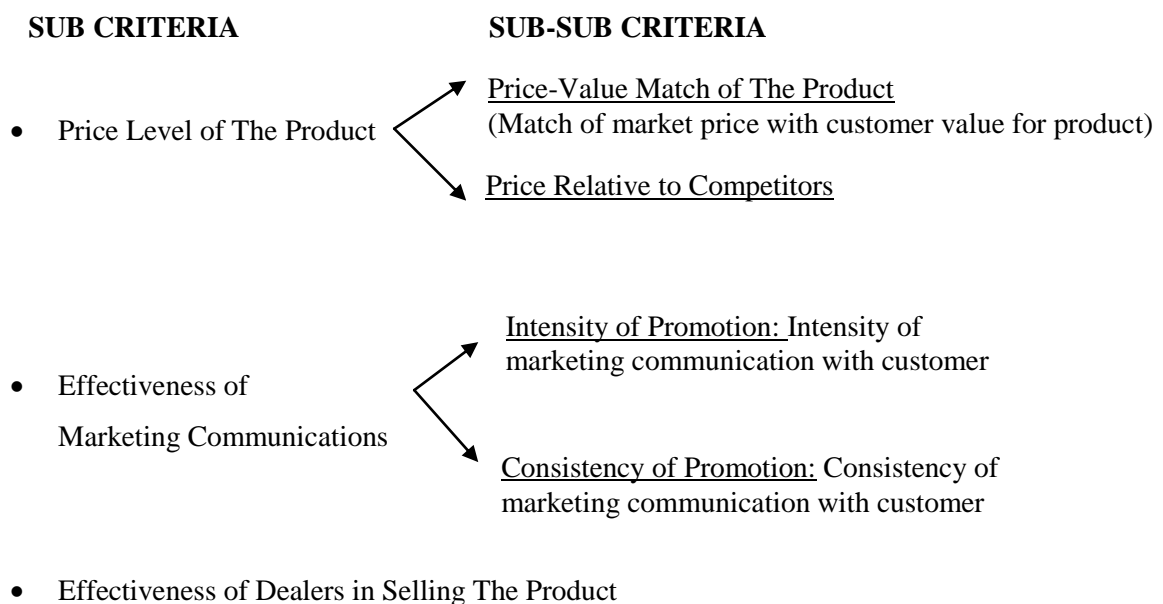 SUB CRITERIA SUB-SUB CRITERIA
Price-Value Match of The Product
• Price Level of The Product (Match of market price with customer value for product)
Price Relative to Competitors
Intensity of Promotion: Intensity of
marketing communication with customer
• Effectiveness of
Marketing Communications
Consistency of Promotion: Consistency of
marketing communication with customer
• Effectiveness of Dealers in Selling The Product